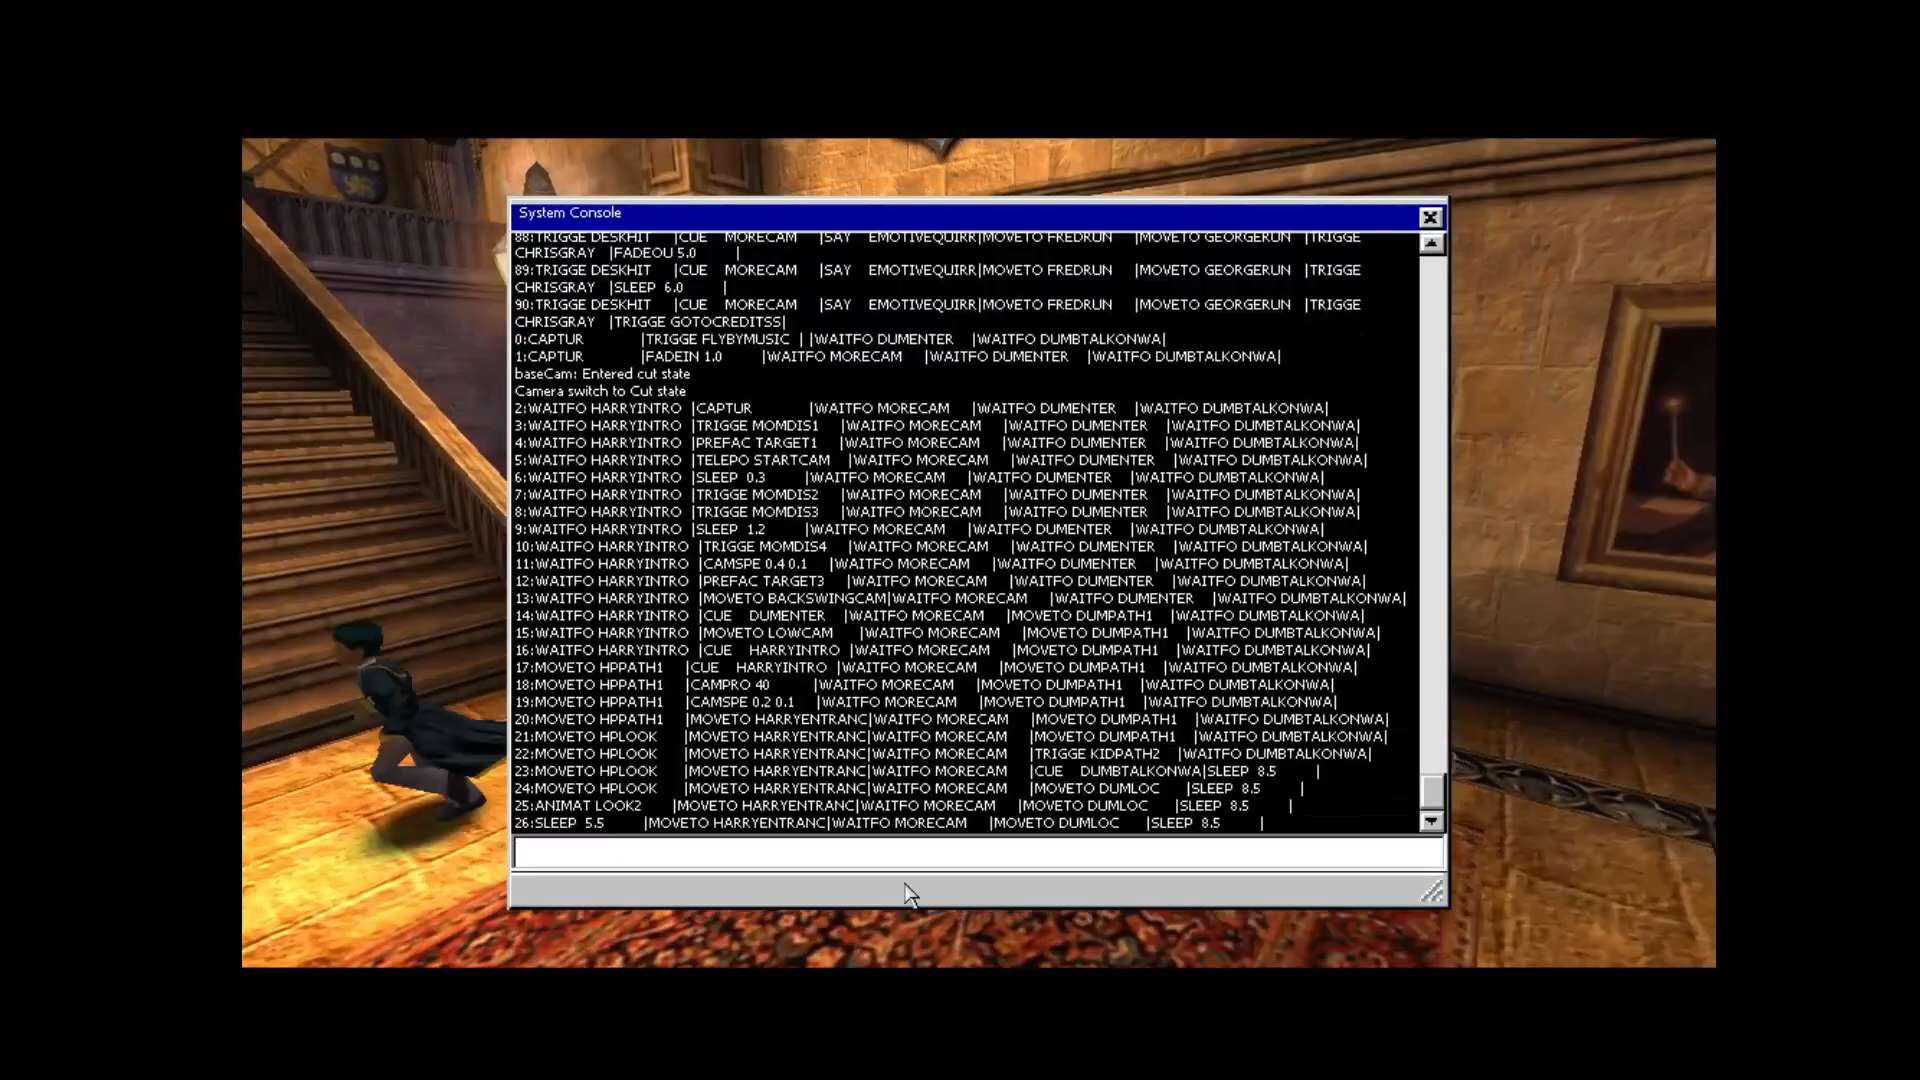 System Console
88:TRIGGE DESKHIT |CUE MORECAM |SAY EMOTIVEQUIRR|MOVETO FREDRUN |MOVETO GEORGERUN |TRIGGE
CHRISGRAY |FADEOU 5.0 |
89:TRIGGE DESKHIT |CUE MORECAM |SAY EMOTIVEQUIRR|MOVETO FREDRUN |MOVETO GEORGERUN |TRIGGE
CHRISGRAY |SLEEP 6.0 |
90:TRIGGE DESKHIT |CUE MORECAM |SAY EMOTIVEQUIRR|MOVETO FREDRUN |MOVETO GEORGERUN |TRIGGE
CHRISGRAY |TRIGGE GOTOCREDITSS|
0:CAPTUR |TRIGGE FLYBYMUSIC | |WAITFO DUMENTER |WAITFO DUMBTALKONWA|
1:CAPTUR |FADEIN 1.0 |WAITFO MORECAM |WAITFO DUMENTER |WAITFO DUMBTALKONWA|
baseCam: Entered cut state
Camera switch to Cut state
2:WAITFO HARRYINTRO |CAPTUR |WAITFO MORECAM |WAITFO DUMENTER |WAITFO DUMBTALKONWA|
3:WAITFO HARRYINTRO |TRIGGE MOMDIS1 |WAITFO MORECAM |WAITFO DUMENTER |WAITFO DUMBTALKONWA|
4:WAITFO HARRYINTRO |PREFAC TARGET1 |WAITFO MORECAM |WAITFO DUMENTER |WAITFO DUMBTALKONWA|
5:WAITFO HARRYINTRO |TELEPO STARTCAM |WAITFO MORECAM |WAITFO DUMENTER |WAITFO DUMBTALKONWA|
6:WAITFO HARRYINTRO |SLEEP 0.3 |WAITFO MORECAM |WAITFO DUMENTER |WAITFO DUMBTALKONWA|
7:WAITFO HARRYINTRO |TRIGGE MOMDIS2 |WAITFO MORECAM |WAITFO DUMENTER |WAITFO DUMBTALKONWA|
8:WAITFO HARRYINTRO |TRIGGE MOMDIS3 |WAITFO MORECAM |WAITFO DUMENTER |WAITFO DUMBTALKONWA|
9:WAITFO HARRYINTRO |SLEEP 1.2 |WAITFO MORECAM |WAITFO DUMENTER |WAITFO DUMBTALKONWA|
10:WAITFO HARRYINTRO |TRIGGE MOMDIS4 |WAITFO MORECAM |WAITFO DUMENTER |WAITFO DUMBTALKONWA|
11:WAITFO HARRYINTRO |CAMSPE 0.4 0.1 |WAITFO MORECAM |WAITFO DUMENTER |WAITFO DUMBTALKONWA|
12:WAITFO HARRYINTRO |PREFAC TARGET3 |WAITFO MORECAM |WAITFO DUMENTER |WAITFO DUMBTALKONWA|
13:WAITFO HARRYINTRO |MOVETO BACKSWINGCAM|WAITFO MORECAM |WAITFO DUMENTER |WAITFO DUMBTALKONWA|
14:WAITFO HARRYINTRO |CUE DUMENTER |WAITFO MORECAM |MOVETO DUMPATH1 |WAITFO DUMBTALKONWA|
15:WAITFO HARRYINTRO |MOVETO LOWCAM |WAITFO MORECAM |MOVETO DUMPATH1 |WAITFO DUMBTALKONWA|
16:WAITFO HARRYINTRO |CUE HARRYINTRO |WAITFO MORECAM |MOVETO DUMPATH1 |WAITFO DUMBTALKONWA|
17:MOVETO HPPATH1 |CUE HARRYINTRO |WAITFO MORECAM |MOVETO DUMPATH1 |WAITFO DUMBTALKONWA|
18:MOVETO HPPATH1 |CAMPRO 40 |WAITFO MORECAM |MOVETO DUMPATH1 |WAITFO DUMBTALKONWA|
19:MOVETO HPPATH1 |CAMSPE 0.2 0.1 |WAITFO MORECAM |MOVETO DUMPATH1 |WAITFO DUMBTALKONWA|
20:MOVETO HPPATH1 |MOVETO HARRYENTRANC|WAITFO MORECAM |MOVETO DUMPATH1 |WAITFO DUMBTALKONWA|
21:MOVETO HPLOOK |MOVETO HARRYENTRANC|WAITFO MORECAM |MOVETO DUMPATH1 |WAITFO DUMBTALKONWA|
22:MOVETO HPLOOK |MOVETO HARRYENTRANC|WAITFO MORECAM |TRIGGE KIDPATH2 |WAITFO DUMBTALKONWA|
23:MOVETO HPLOOK |MOVETO HARRYENTRANC|WAITFO MORECAM |CUE DUMBTALKONWA|SLEEP 8.5 |
24:MOVETO HPLOOK |MOVETO HARRYENTRANC|WAITFO MORECAM |MOVETO DUMLOC |SLEEP 8.5 |
25:ANIMAT LOOK2 |MOVETO HARRYENTRANC|WAITFO MORECAM |MOVETO DUMLOC |SLEEP 8.5 |
26:SLEEP 5.5 |MOVETO HARRYENTRANC|WAITFO MORECAM |MOVETO DUMLOC |SLEEP 8.5 |